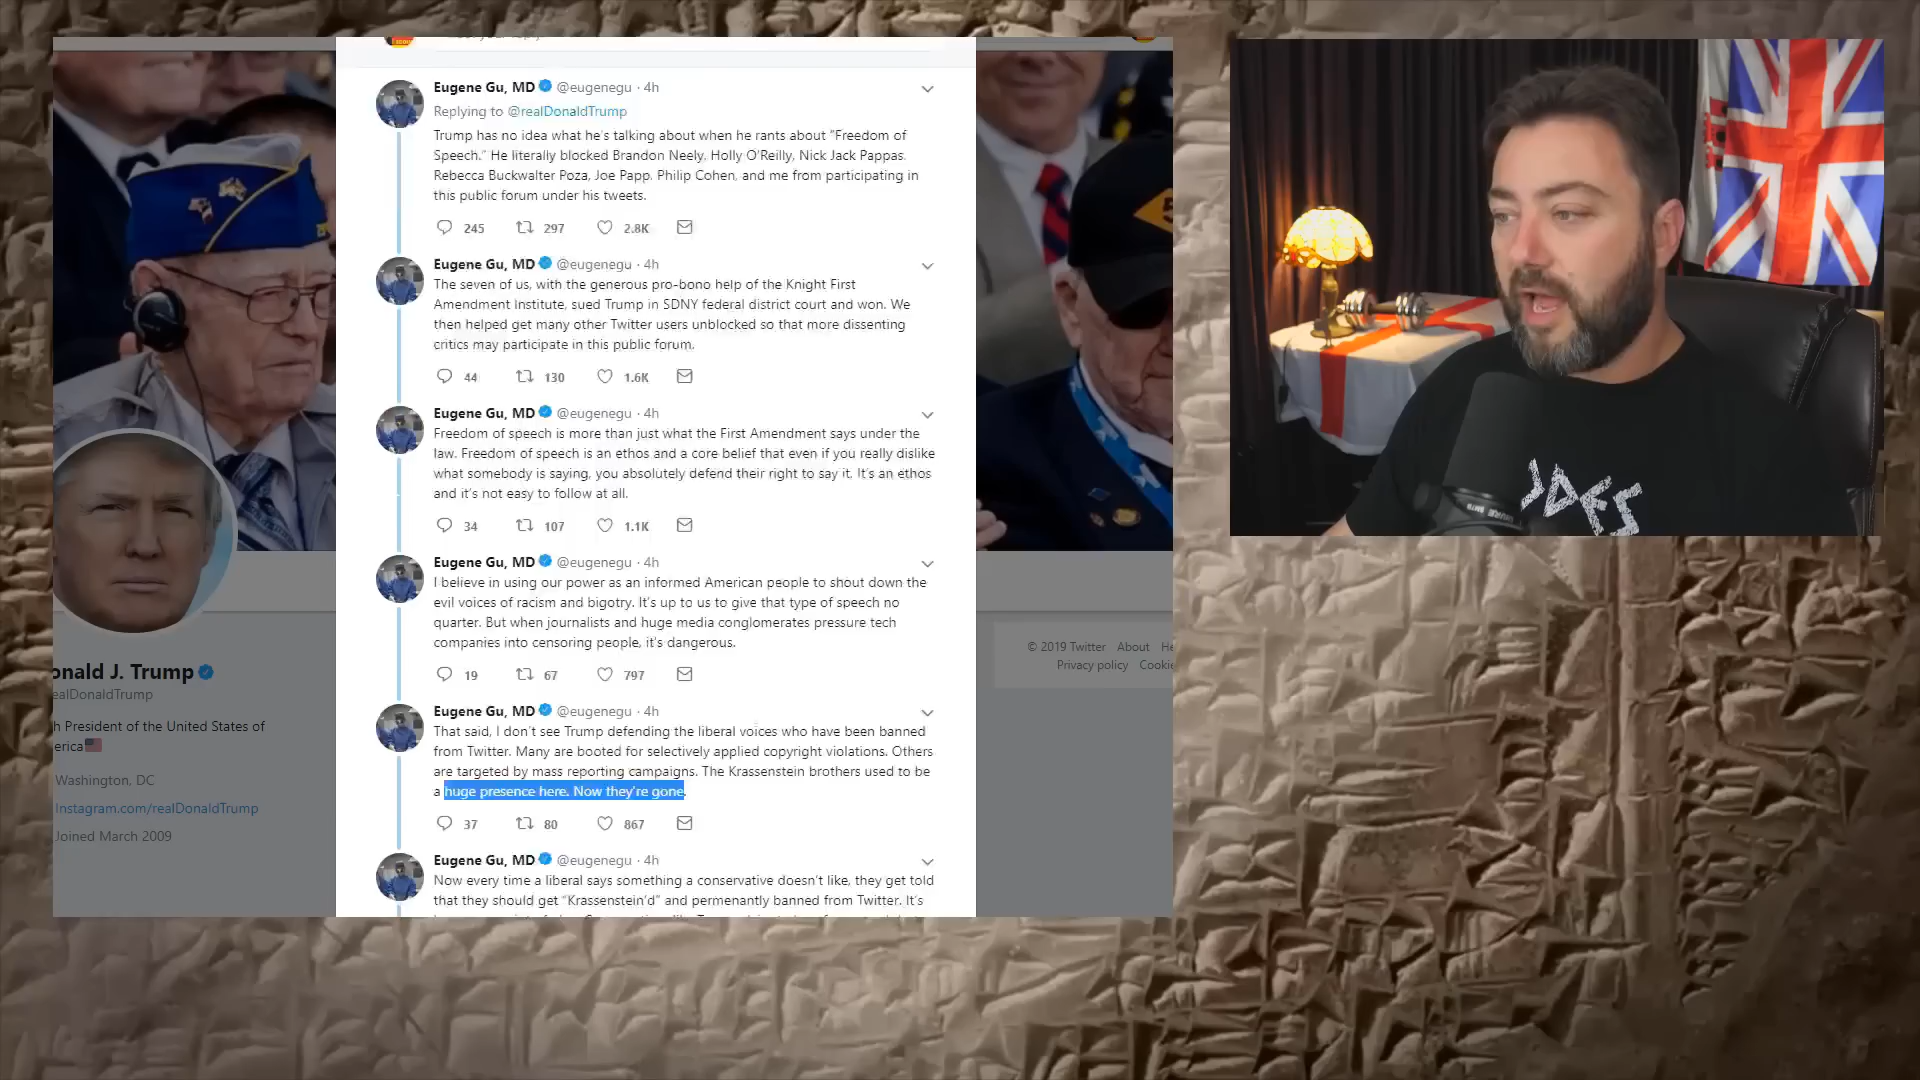 Eugene Gu, MD @eugenegu · 4h
Replying to @realDonaldTrump
Trump has no idea what he's talking about when he rants about "Freedom of
Speech." He literally blocked Brandon Neely, Holly O'Reilly, Nick Jack Pappas,
Rebecca Buckwalter Poza, Joe Papp, Philip Cohen, and me from participating in
this public forum under his tweets.
245 297 2.8K
Eugene Gu, MD @eugenegu · 4h
The seven of us, with the generous pro-bono help of the Knight First
Amendment Institute, sued Trump in SDNY federal district court and won. We
then helped get many other Twitter users unblocked so that more dissenting
critics may participate in this public forum.
44 130 1.6K
Eugene Gu, MD @eugenegu · 4h
Freedom of speech is more than just what the First Amendment says under the
law. Freedom of speech is an ethos and a core belief that even if you really dislike
what somebody is saying, you absolutely defend their right to say it. It's an ethos
and it's not easy to follow at all.
34 107 1.1K
Eugene Gu, MD @eugenegu · 4h
I believe in using our power as an informed American people to shout down the
evil voices of racism and bigotry. It's up to us to give that type of speech no
quarter. But when journalists and huge media conglomerates pressure tech
companies into censoring people, it's dangerous.
19 67 797
Eugene Gu, MD @eugenegu · 4h
That said, I don't see Trump defending the liberal voices who have been banned
from Twitter. Many are booted for selectively applied copyright violations. Others
are targeted by mass reporting campaigns. The Krassenstein brothers used to be
a huge presence here. Now they're gone.
37 80 867
Eugene Gu, MD @eugenegu · 4h
Now every time a liberal says something a conservative doesn't like, they get told
that they should get "Krassenstein'd" and permenantly banned from Twitter. It's
onald J. Trump
ealDonaldTrump
h President of the United States of
erica
Washington, DC
Instagram.com/realDonaldTrump
Joined March 2009
© 2019 Twitter About He
Privacy policy Cookie